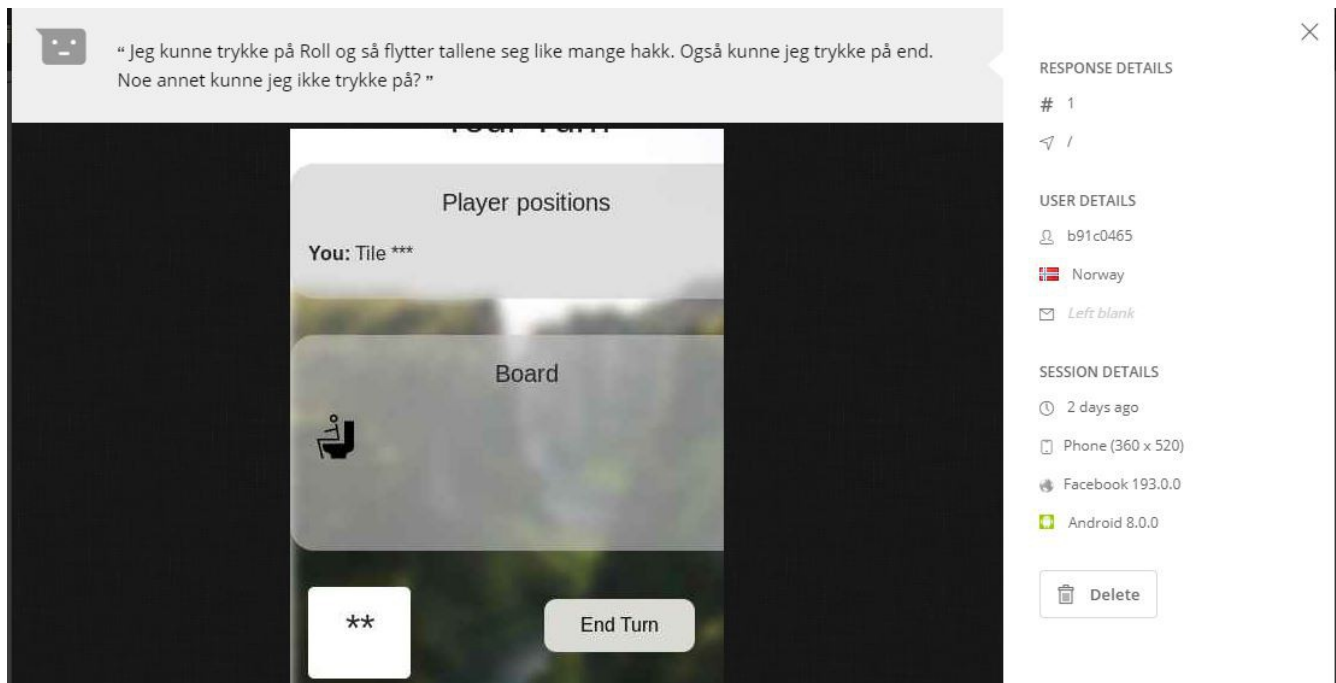 “ Jeg kunne trykke på Roll og så flytter tallene seg like mange hakk. Også kunne jeg trykke på end.
Noe annet kunne jeg ikke trykke på? ”
Your Turn
Player positions
You: Tile ***
Board
**
End Turn
RESPONSE DETAILS
# 1
/
USER DETAILS
b91c0465
Norway
Left blank
SESSION DETAILS
2 days ago
Phone (360 x 520)
Facebook 193.0.0
Android 8.0.0
Delete